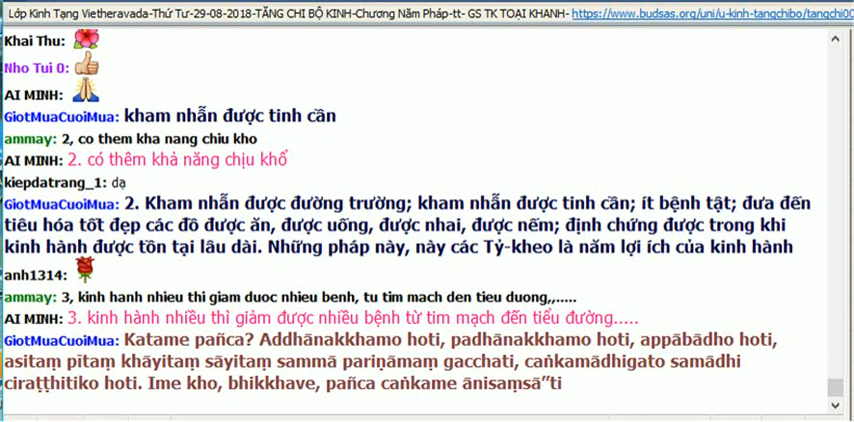 Lớp Kinh Tạng Vietheravada-Thứ Tư-29-08-2018-TĂNG CHI BỘ KINH-Chương Năm Pháp-tt- GS TK TOẠI KHANH- https://www.budsas.org/uni/u-kinh-tangchibo/tangchi00
Khai Thu:
Nho Tui 0:
AI MINH:
GiotMuaCuoiMua: kham nhẫn được tinh cần
ammay: 2, co them kha nang chiu kho
AI MINH: 2. có thêm khả năng chịu khổ
kiepdatrang_1: dạ
GiotMuaCuoiMua: 2. Kham nhẫn được đường trường; kham nhẫn được tinh cần; ít bệnh tật; đưa đến
tiêu hóa tốt đẹp các đồ được ăn, được uống, được nhai, được nếm; định chứng được trong khi
kinh hành được tồn tại lâu dài. Những pháp này, này các Tỷ-kheo là năm lợi ích của kinh hành
anh1314:
ammay: 3, kinh hanh nhieu thi giam duoc nhieu benh, tu tim mach den tieu duong,,.....
AI MINH: 3. kinh hành nhiều thì giảm được nhiều bệnh từ tim mạch đến tiểu đường.....
GiotMuaCuoiMua: Katame pañca? Addhānakkhamo hoti, padhānakkhamo hoti, appābādho hoti,
asitaṃ pītaṃ khāyitaṃ sāyitaṃ sammā pariṇāmaṃ gacchati, caṅkamādhigato samādhi
ciraṭṭhitiko hoti. Ime kho, bhikkhave, pañca caṅkame ānisaṃsā”ti